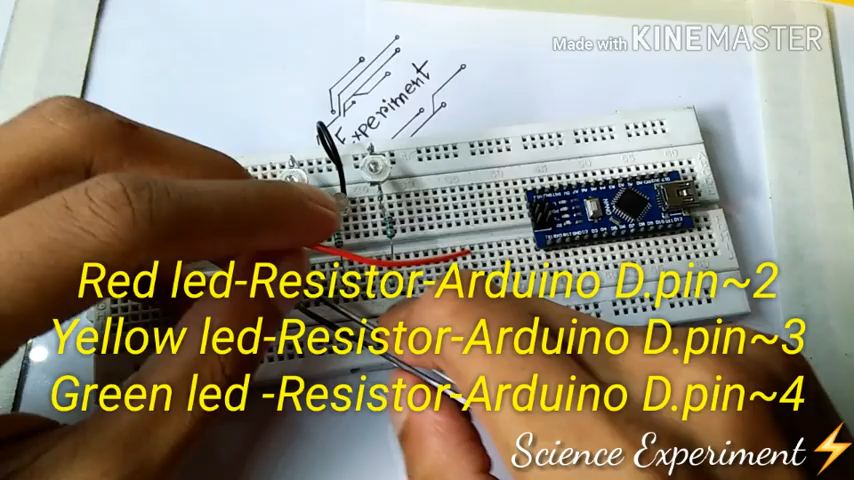 Made with KINEMASTER
Experiment
Red led-Resistor-Arduino D.pin~2
Yellow led-Resistor-Arduino D.pin~3
Green led -Resistor-Arduino D.pin~4
Science Experiment⚡